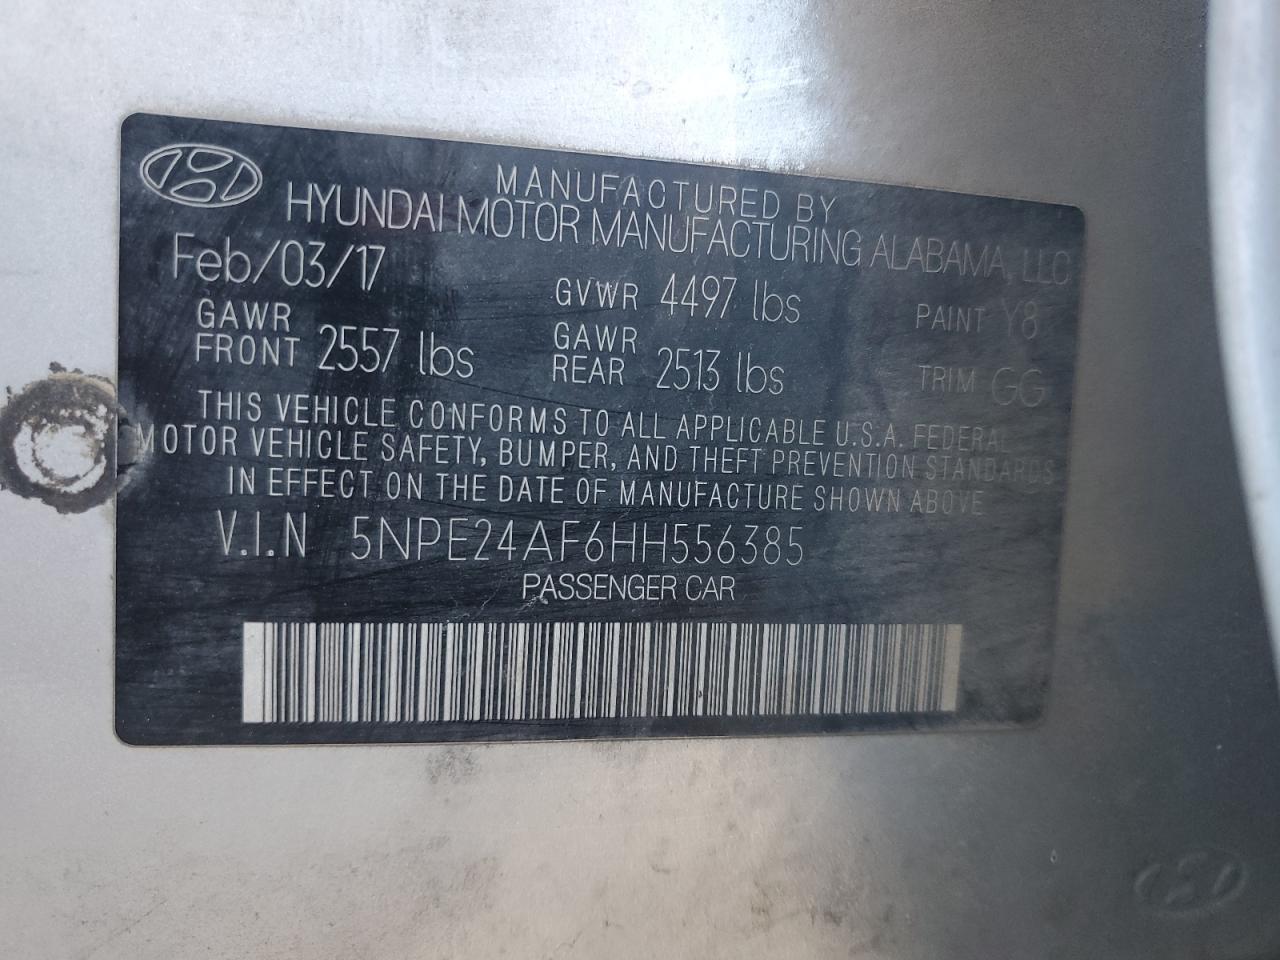 MANUFACTURED BY
HYUNDAI MOTOR MANUFACTURING ALABAMA, LLC
Feb/03/17 GVWR 4497 lbs PAINT Y8
GAWR FRONT 2557 lbs GAWR REAR 2513 lbs TRIM GG
THIS VEHICLE CONFORMS TO ALL APPLICABLE U.S.A. FEDERAL
MOTOR VEHICLE SAFETY, BUMPER, AND THEFT PREVENTION STANDARDS
IN EFFECT ON THE DATE OF MANUFACTURE SHOWN ABOVE
V.I.N 5NPE24AF6HH556385
PASSENGER CAR